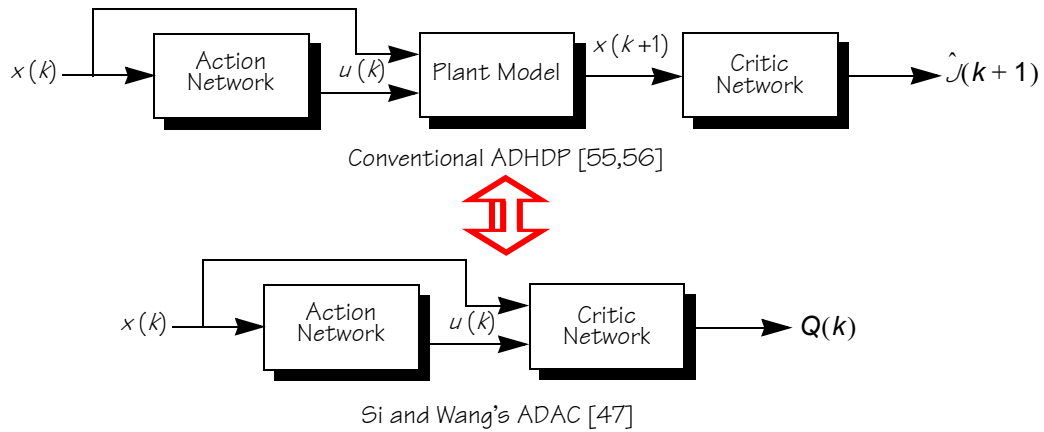 x(k)
Action
Network
u(k)
Plant Model
x(k+1)
Critic
Network
Ĵ(k + 1)
Conventional ADHDP [55,56]
x(k)
Action
Network
u(k)
Critic
Network
Q(k)
Si and Wang's ADAC [47]